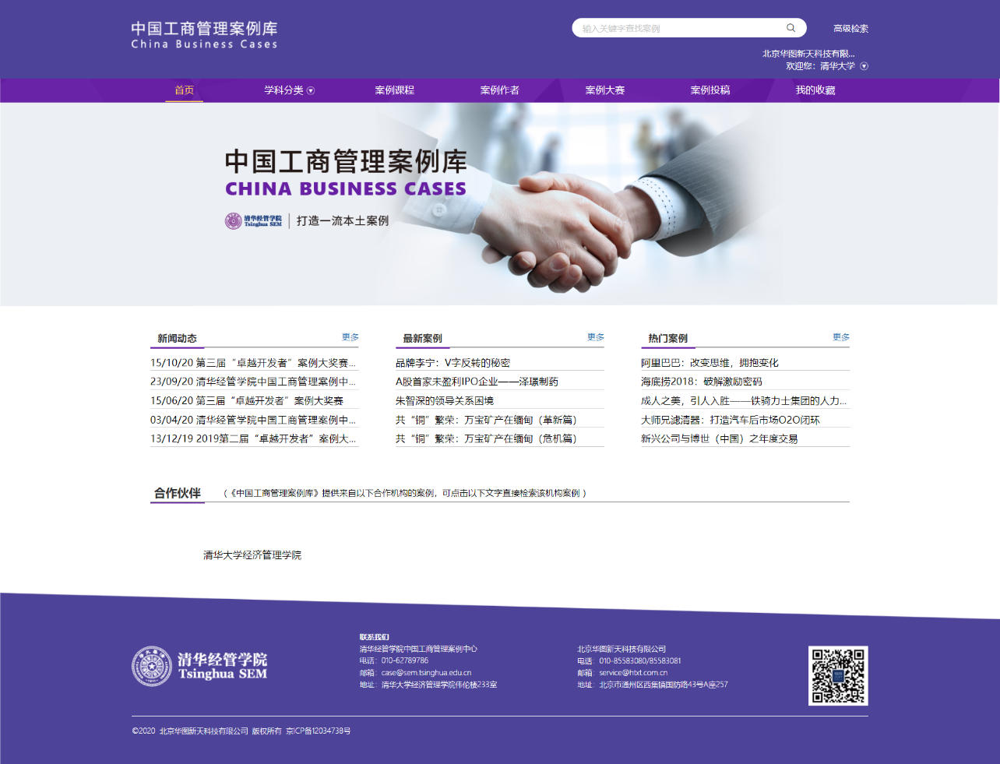 中国工商管理案例库
China Business Cases
输入关键字查找案例
高级检索
北京华图新天科技有限...
欢迎您：清华大学
首页
学科分类
案例课程
案例作者
案例大赛
案例投稿
我的收藏
中国工商管理案例库
CHINA BUSINESS CASES
清华经管学院
Tsinghua SEM
打造一流本土案例
新闻动态
更多
15/10/20 第三届“卓越开发者”案例大奖赛...
23/09/20 清华经管学院中国工商管理案例中...
15/06/20 第三届“卓越开发者”案例大奖赛
03/04/20 清华经管学院中国工商管理案例中...
13/12/19 2019第二届“卓越开发者”案例大...
最新案例
更多
品牌李宁：V字反转的秘密
A股首家未盈利IPO企业——泽璟制药
朱智深的领导关系困境
共“铜”繁荣：万宝矿产在缅甸（革新篇）
共“铜”繁荣：万宝矿产在缅甸（危机篇）
热门案例
更多
阿里巴巴：改变思维，拥抱变化
海底捞2018：破解激励密码
成人之美，引人入胜——铁骑力士集团的人力...
大师兄滤清器：打造汽车后市场O2O闭环
新兴公司与博世（中国）之年度交易
合作伙伴
（《中国工商管理案例库》提供来自以下合作机构的案例，可点击以下文字直接检索该机构案例 ）
清华大学经济管理学院
清华经管学院
Tsinghua SEM
联系我们
清华经管学院中国工商管理案例中心
电话：010-62789786
邮箱：case@sem.tsinghua.edu.cn
地址：清华大学经济管理学院伟伦楼233室
北京华图新天科技有限公司
电话：010-85583080/85583081
邮箱：service@htxt.com.cn
地址：北京市通州区西集镇国防路43号A座257
©2020 北京华图新天科技有限公司 版权所有 京ICP备12034738号